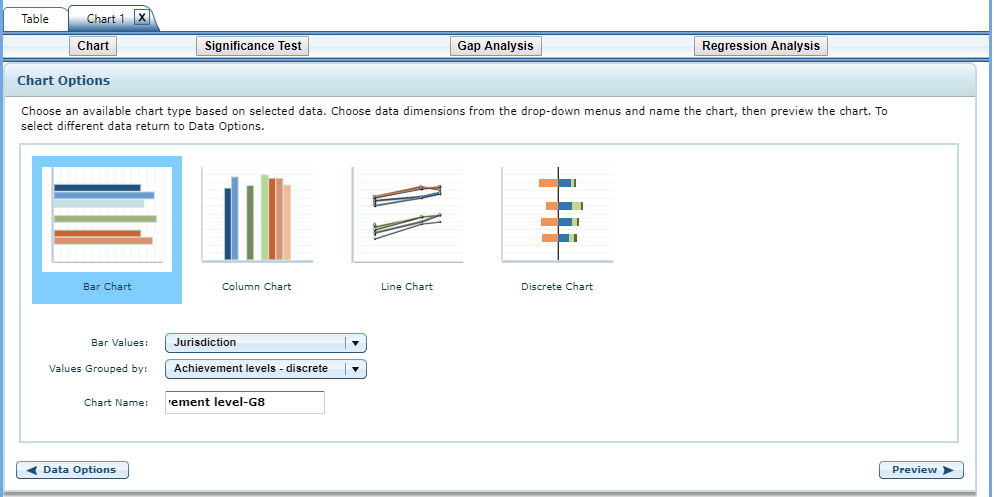 Table
Chart 1 X
Chart Significance Test Gap Analysis Regression Analysis
Chart Options
Choose an available chart type based on selected data. Choose data dimensions from the drop-down menus and name the chart, then preview the chart. To
select different data return to Data Options.
Bar Chart Column Chart Line Chart Discrete Chart
Bar Values: Jurisdiction
Values Grouped by: Achievement levels - discrete
Chart Name: vement level-G8
Data Options Preview